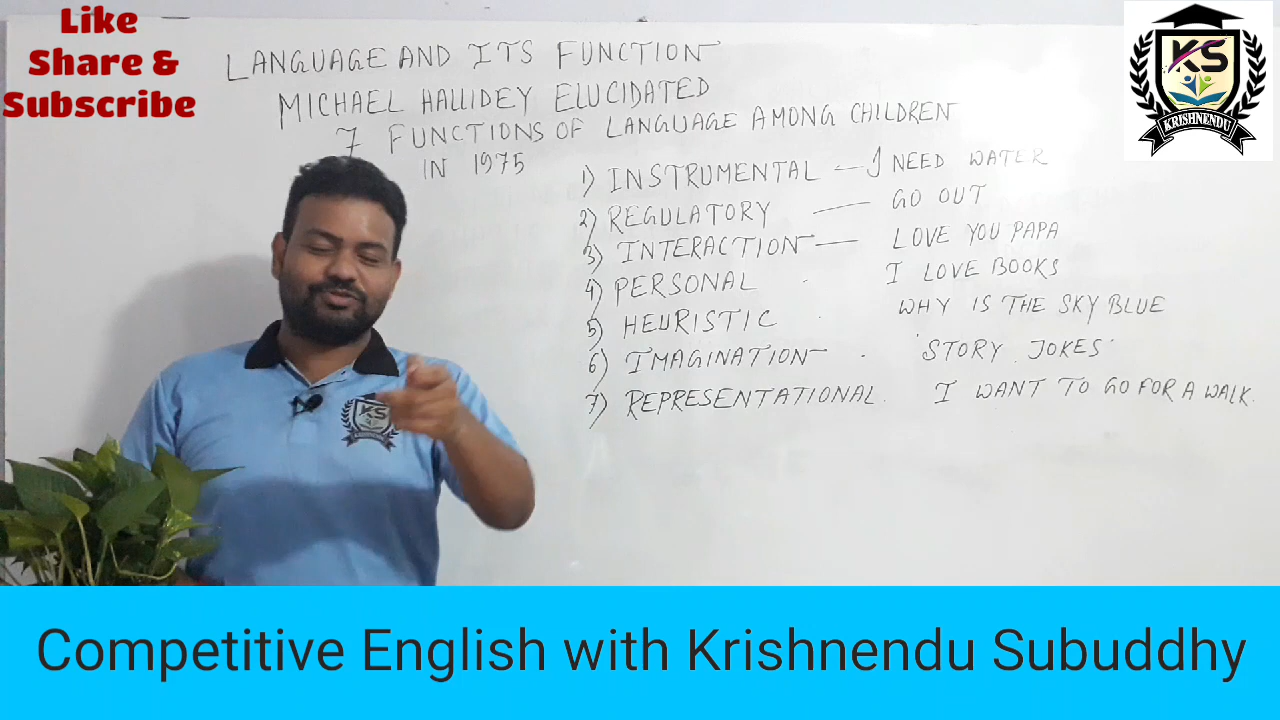 Like
Share &
Subscribe
LANGUAGE AND ITS FUNCTION
MICHAEL HALLIDEY ELUCIDATED
7 FUNCTIONS OF LANGUAGE AMONG CHILDREN
IN 1975
1) INSTRUMENTAL — I NEED WATER
2) REGULATORY — GO OUT
3) INTERACTION — LOVE YOU PAPA
4) PERSONAL . I LOVE BOOKS
5) HEURISTIC . WHY IS THE SKY BLUE
6) IMAGINATION . 'STORY JOKES'
7) REPRESENTATIONAL. I WANT TO GO FOR A WALK.
KS
KRISHNENDU
KS
Competitive English with Krishnendu Subuddhy